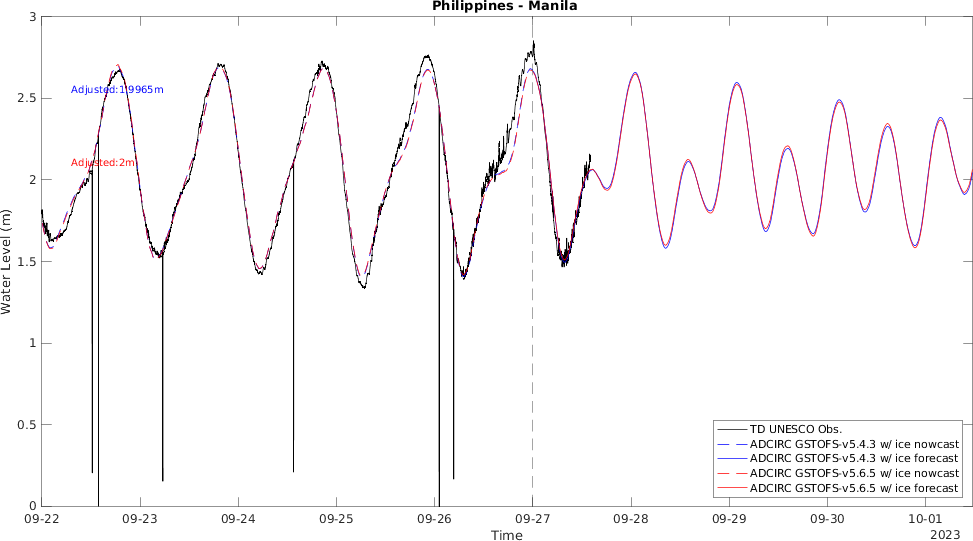 Philippines - Manila
3
2.5
2
1.5
1
0.5
0
Water Level (m)
Adjusted:1.9965m
Adjusted:2m
TD UNESCO Obs.
ADCIRC GSTOFS-v5.4.3 w/ ice nowcast
ADCIRC GSTOFS-v5.4.3 w/ ice forecast
ADCIRC GSTOFS-v5.6.5 w/ ice nowcast
ADCIRC GSTOFS-v5.6.5 w/ ice forecast
09-22 09-23 09-24 09-25 09-26 09-27 09-28 09-29 09-30 10-01
Time
2023